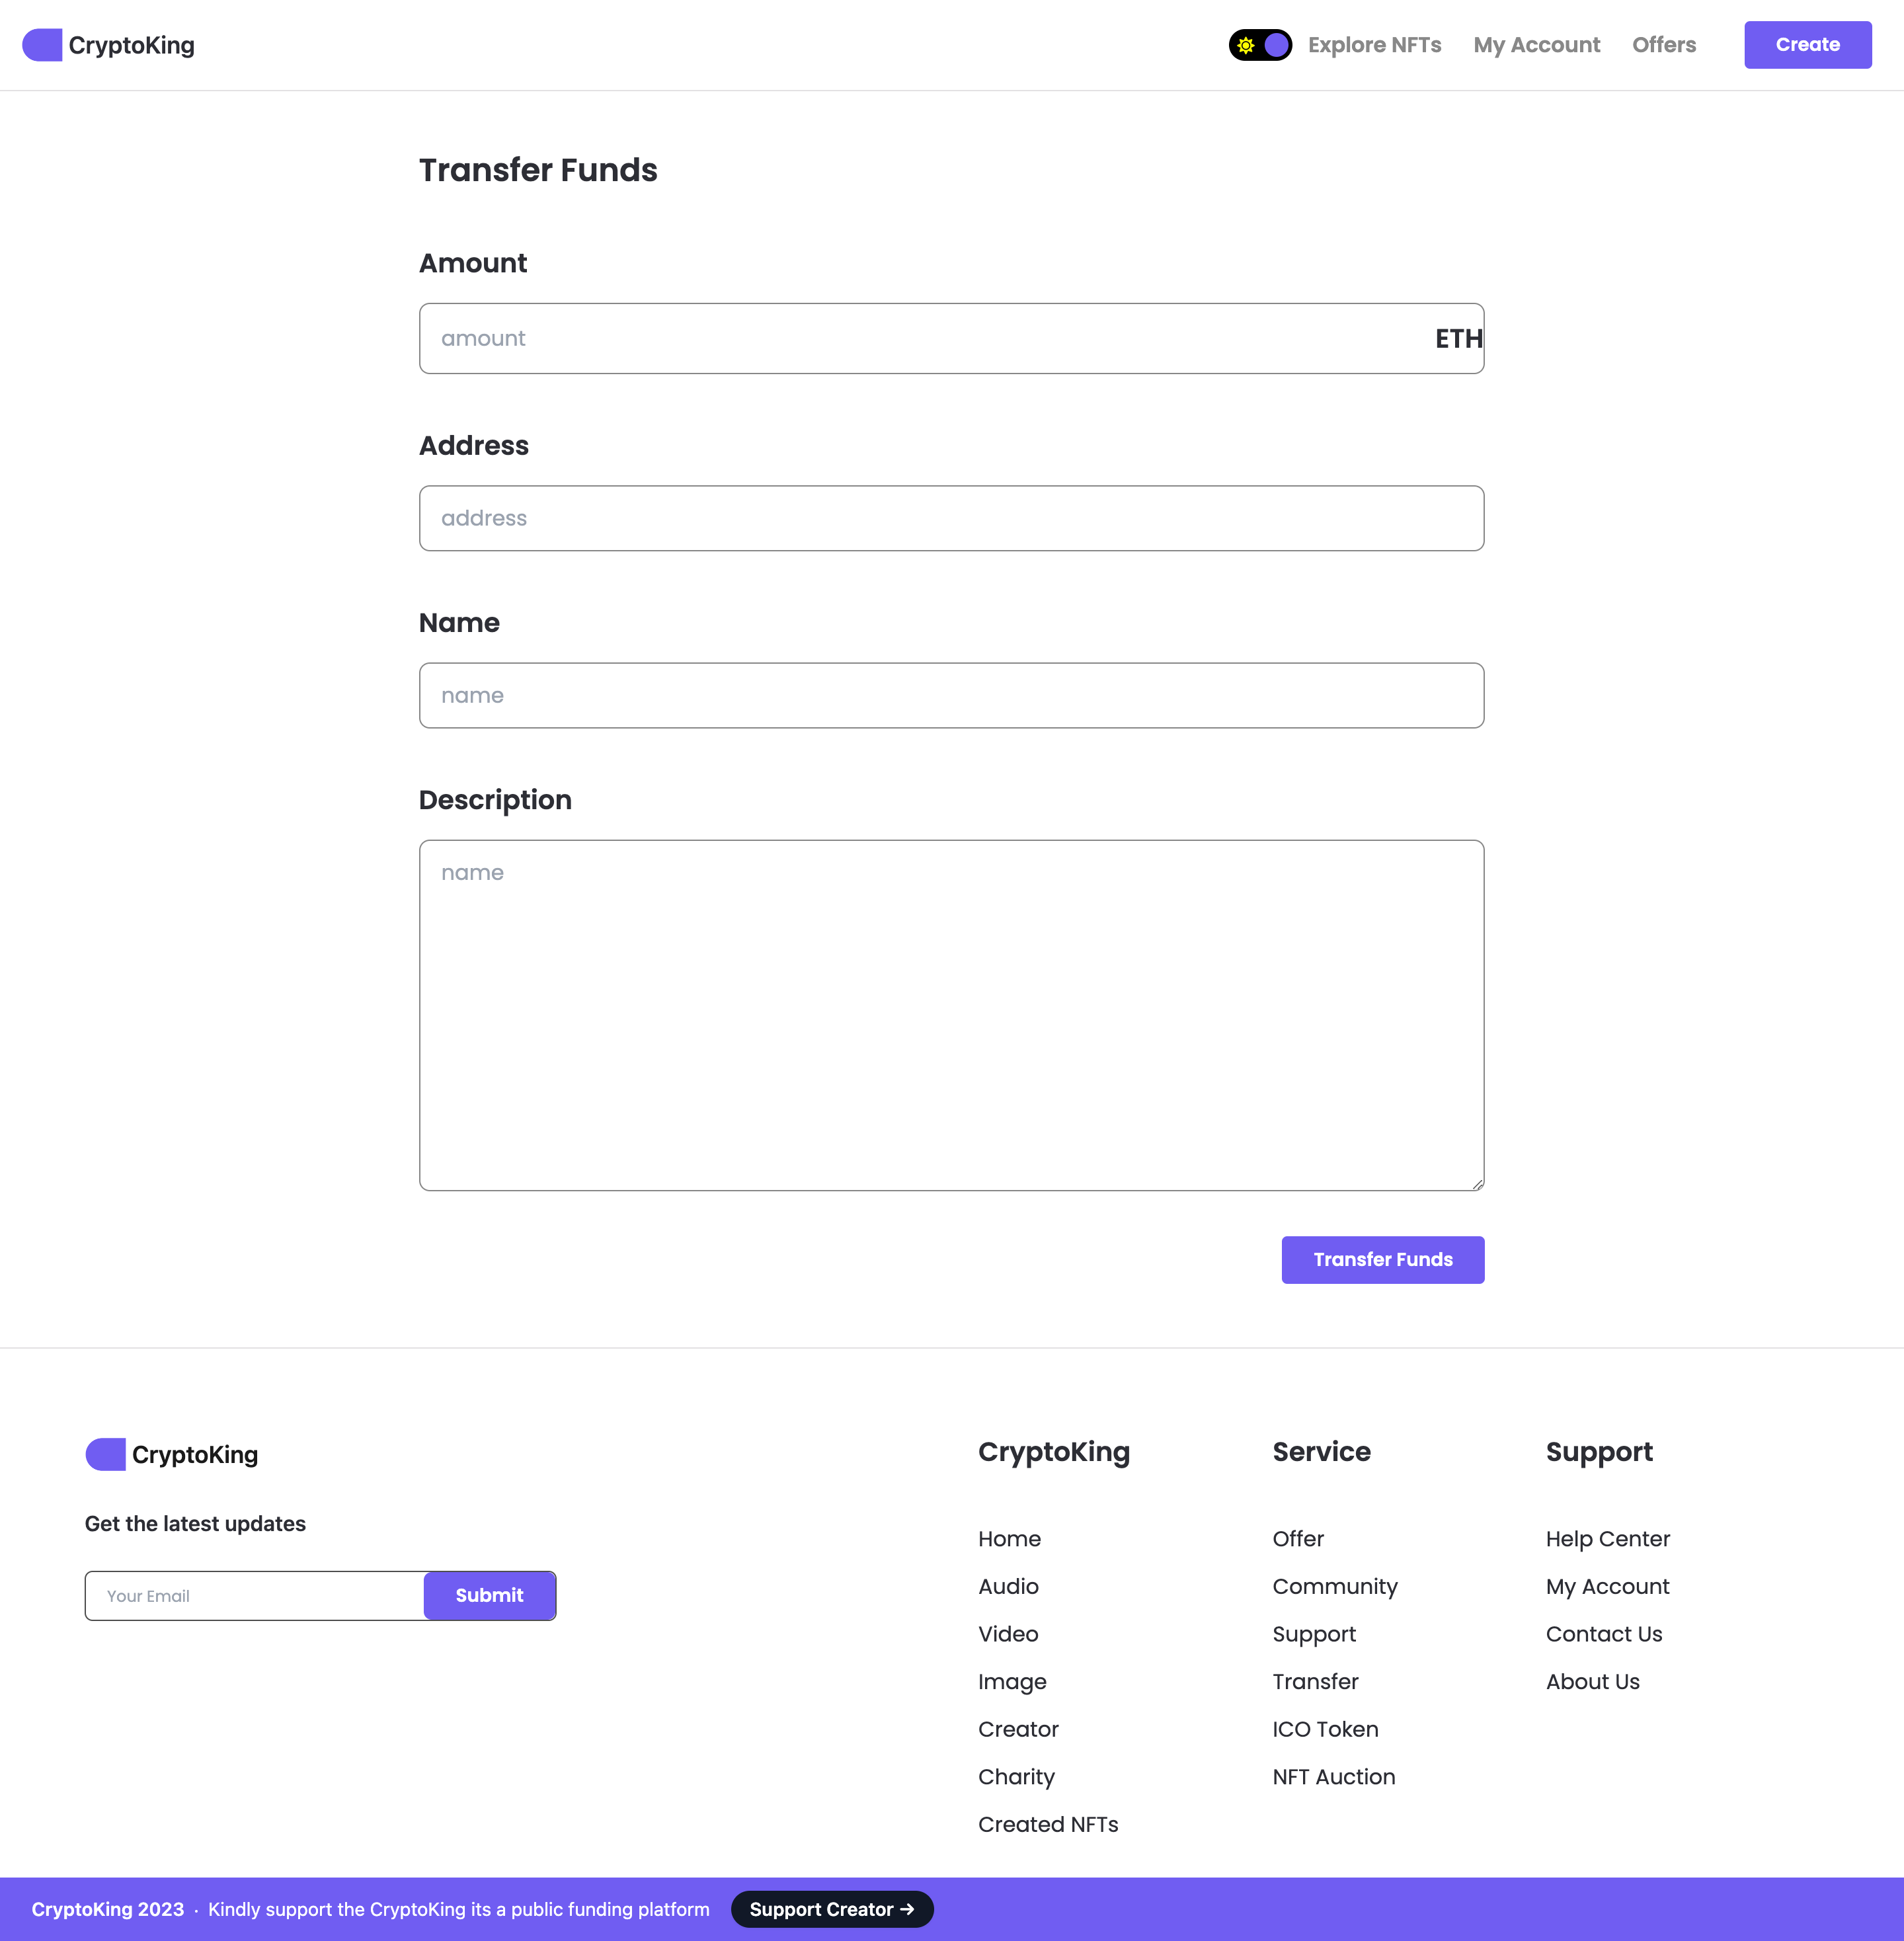 CryptoKing
Explore NFTs
My Account
Offers
Create
Transfer Funds
Amount
amount
ETH
Address
address
Name
name
Description
name
Transfer Funds
CryptoKing
Get the latest updates
Your Email
Submit
CryptoKing
Home
Audio
Video
Image
Creator
Charity
Created NFTs
Service
Offer
Community
Support
Transfer
ICO Token
NFT Auction
Support
Help Center
My Account
Contact Us
About Us
CryptoKing 2023 · Kindly support the CryptoKing its a public funding platform
Support Creator →